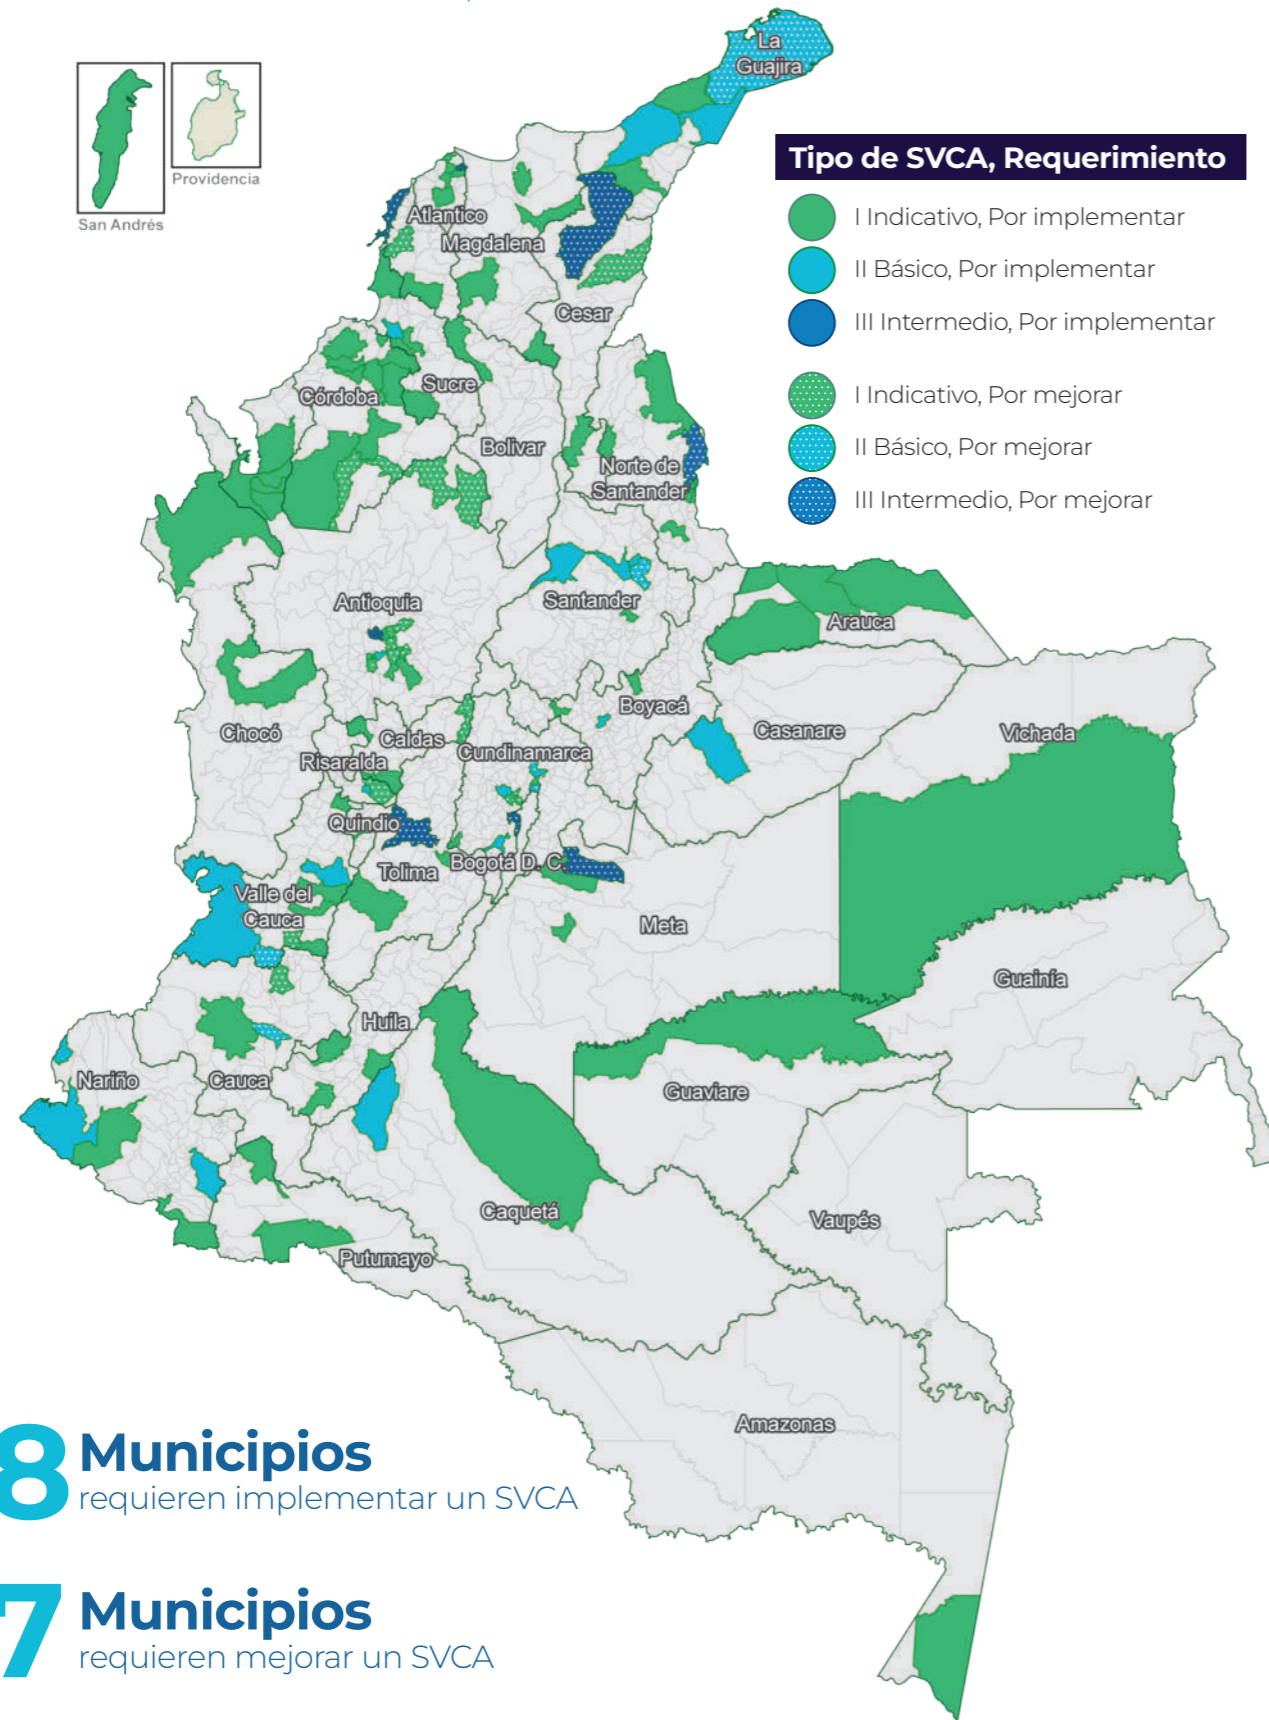 La
Guajira
Providencia
San Andrés
Tipo de SVCA, Requerimiento
I Indicativo, Por implementar
II Básico, Por implementar
III Intermedio, Por implementar
I Indicativo, Por mejorar
II Básico, Por mejorar
III Intermedio, Por mejorar
Atlantico
Magdalena
Cesar
Sucre
Córdoba
Bolivar
Norte de
Santander
Antioquia
Santander
Arauca
Boyacá
Chocó
Caldas
Cundinamarca
Casanare
Vichada
Risaralda
Quindio
Tolima
Bogotá D. C.
Valle del
Cauca
Meta
Guainía
Huila
Nariño
Cauca
Guaviare
Caquetá
Vaupés
Putumayo
Amazonas
8 Municipios
requieren implementar un SVCA
7 Municipios
requieren mejorar un SVCA